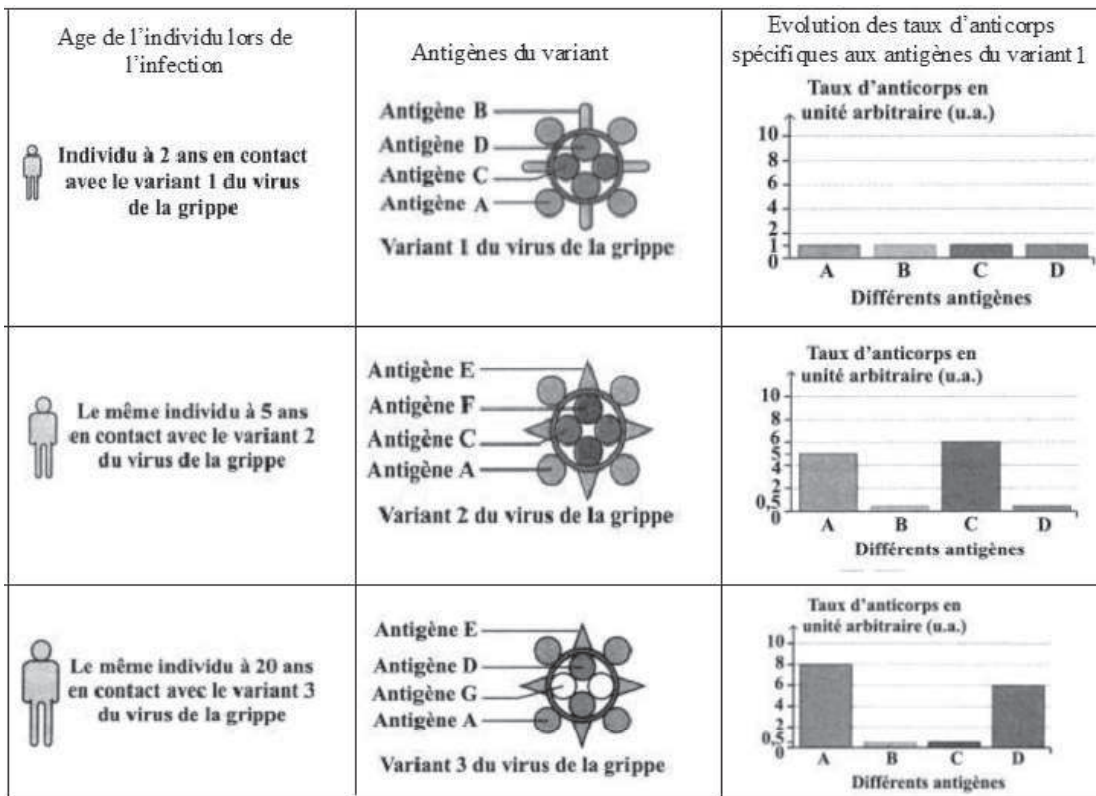 Age de l'individu lors de
l'infection
Antigènes du variant
Evolution des taux d'anticorps
spécifiques aux antigènes du variant 1
Individu à 2 ans en contact
avec le variant 1 du virus
de la grippe
Antigène B
Antigène D
Antigène C
Antigène A
Variant 1 du virus de la grippe
Taux d'anticorps en
unité arbitraire (u.a.)
10
8
6
4
2
1
0
A B C D
Différents antigènes
Le même individu à 5 ans
en contact avec le variant 2
du virus de la grippe
Antigène E
Antigène F
Antigène C
Antigène A
Variant 2 du virus de la grippe
Taux d'anticorps en
unité arbitraire (u.a.)
10
8
6
5
2
0,5
0
A B C D
Différents antigènes
Le même individu à 20 ans
en contact avec le variant 3
du virus de la grippe
Antigène E
Antigène D
Antigène G
Antigène A
Variant 3 du virus de la grippe
Taux d'anticorps en
unité arbitraire (u.a.)
10
8
6
4
2
0,5
0
A B C D
Différents antigènes